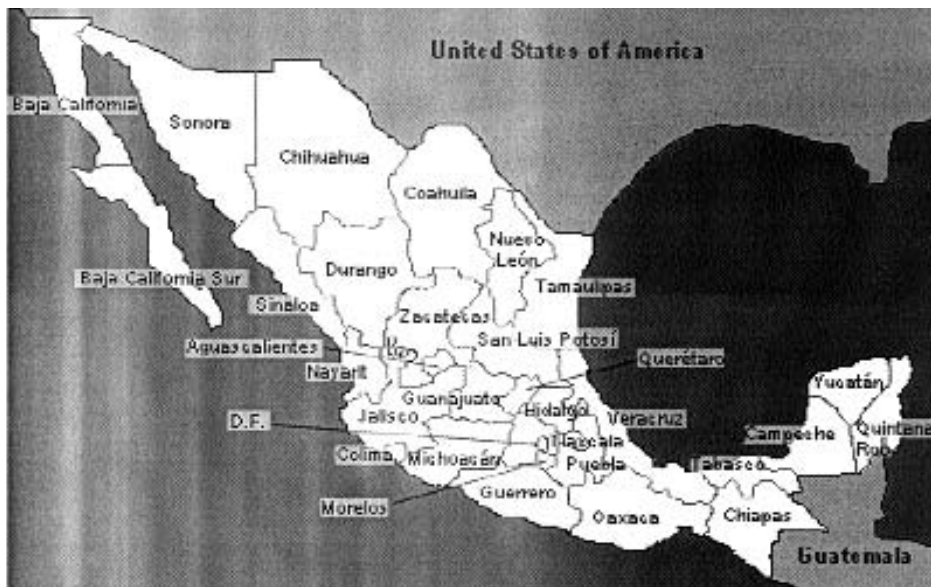 United States of America
Baja California
Sonora
Chihuahua
Coahuila
Nuevo
León
Durango
Baja California Sur
Sinaloa
Tamaulipas
Zacatecas
San Luis Potosí
Aguascalientes
Querétaro
Nayarit
Yucatán
Guanajuato
Hidalgo
Jalisco
Veracruz
D.F.
Quintana
Roo
Campeche
Tlaxcala
Colima
Michoacán
Puebla
Tabasco
Guerrero
Morelos
Oaxaca
Chiapas
Guatemala